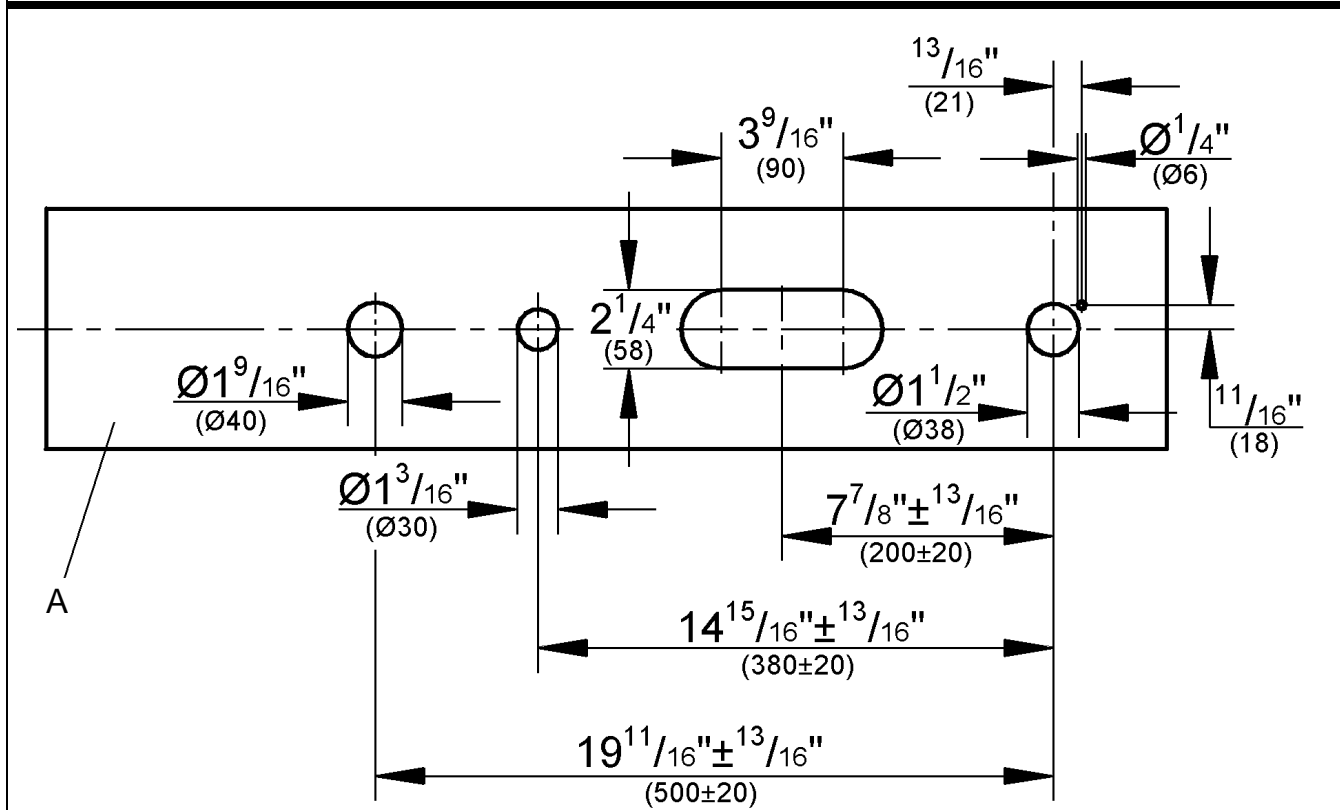 13/16"
(21)
3 9/16"
(90)
Ø1/4"
(Ø6)
2 1/4"
(58)
Ø1 9/16"
(Ø40)
Ø1 1/2"
(Ø38)
11/16"
(18)
Ø1 3/16"
(Ø30)
7 7/8"±13/16"
(200±20)
A
14 15/16"±13/16"
(380±20)
19 11/16"±13/16"
(500±20)